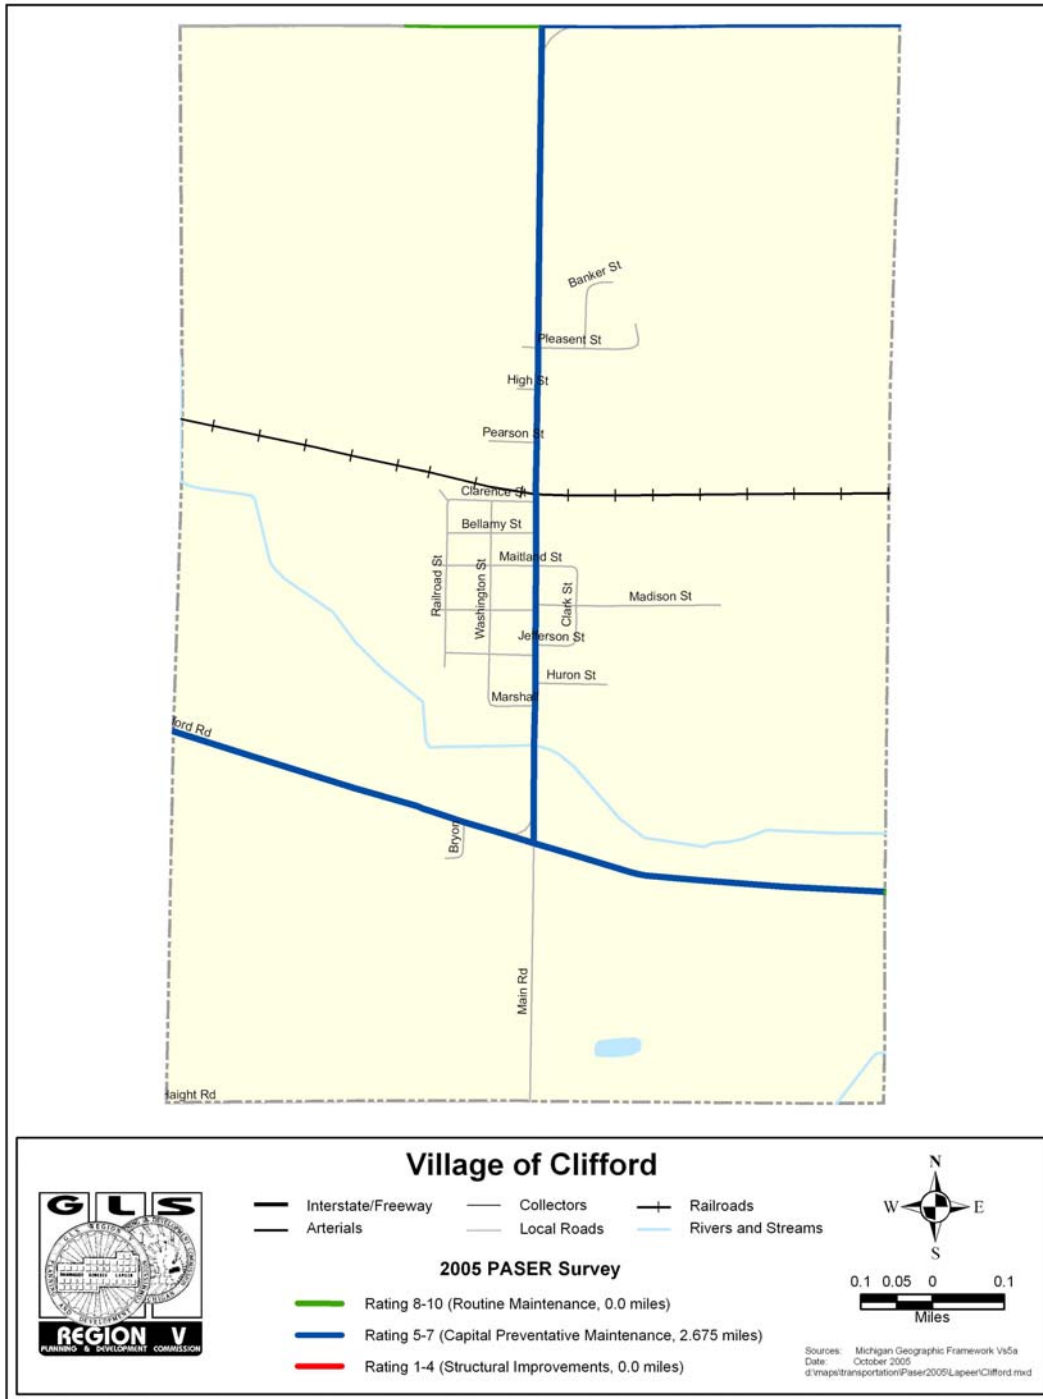 Banker St
Pleasent St
High St
Pearson St
Clarence St
Bellamy St
Maitland St
Railroad St
Washington St
Clark St
Madison St
Jefferson St
Huron St
Marshall
ford Rd
Bryon
Main Rd
Haight Rd
Village of Clifford
Interstate/Freeway
Arterials
Collectors
Local Roads
Railroads
Rivers and Streams
2005 PASER Survey
Rating 8-10 (Routine Maintenance, 0.0 miles)
Rating 5-7 (Capital Preventative Maintenance, 2.675 miles)
Rating 1-4 (Structural Improvements, 0.0 miles)
GLS
REGION V
PLANNING & DEVELOPMENT COMMISSION
N
W E
S
0.1 0.05 0 0.1
Miles
Sources: Michigan Geographic Framework Vs5a
Date: October 2005
d:\maps\transportation\Paser2005\Lapeer\Clifford.mxd